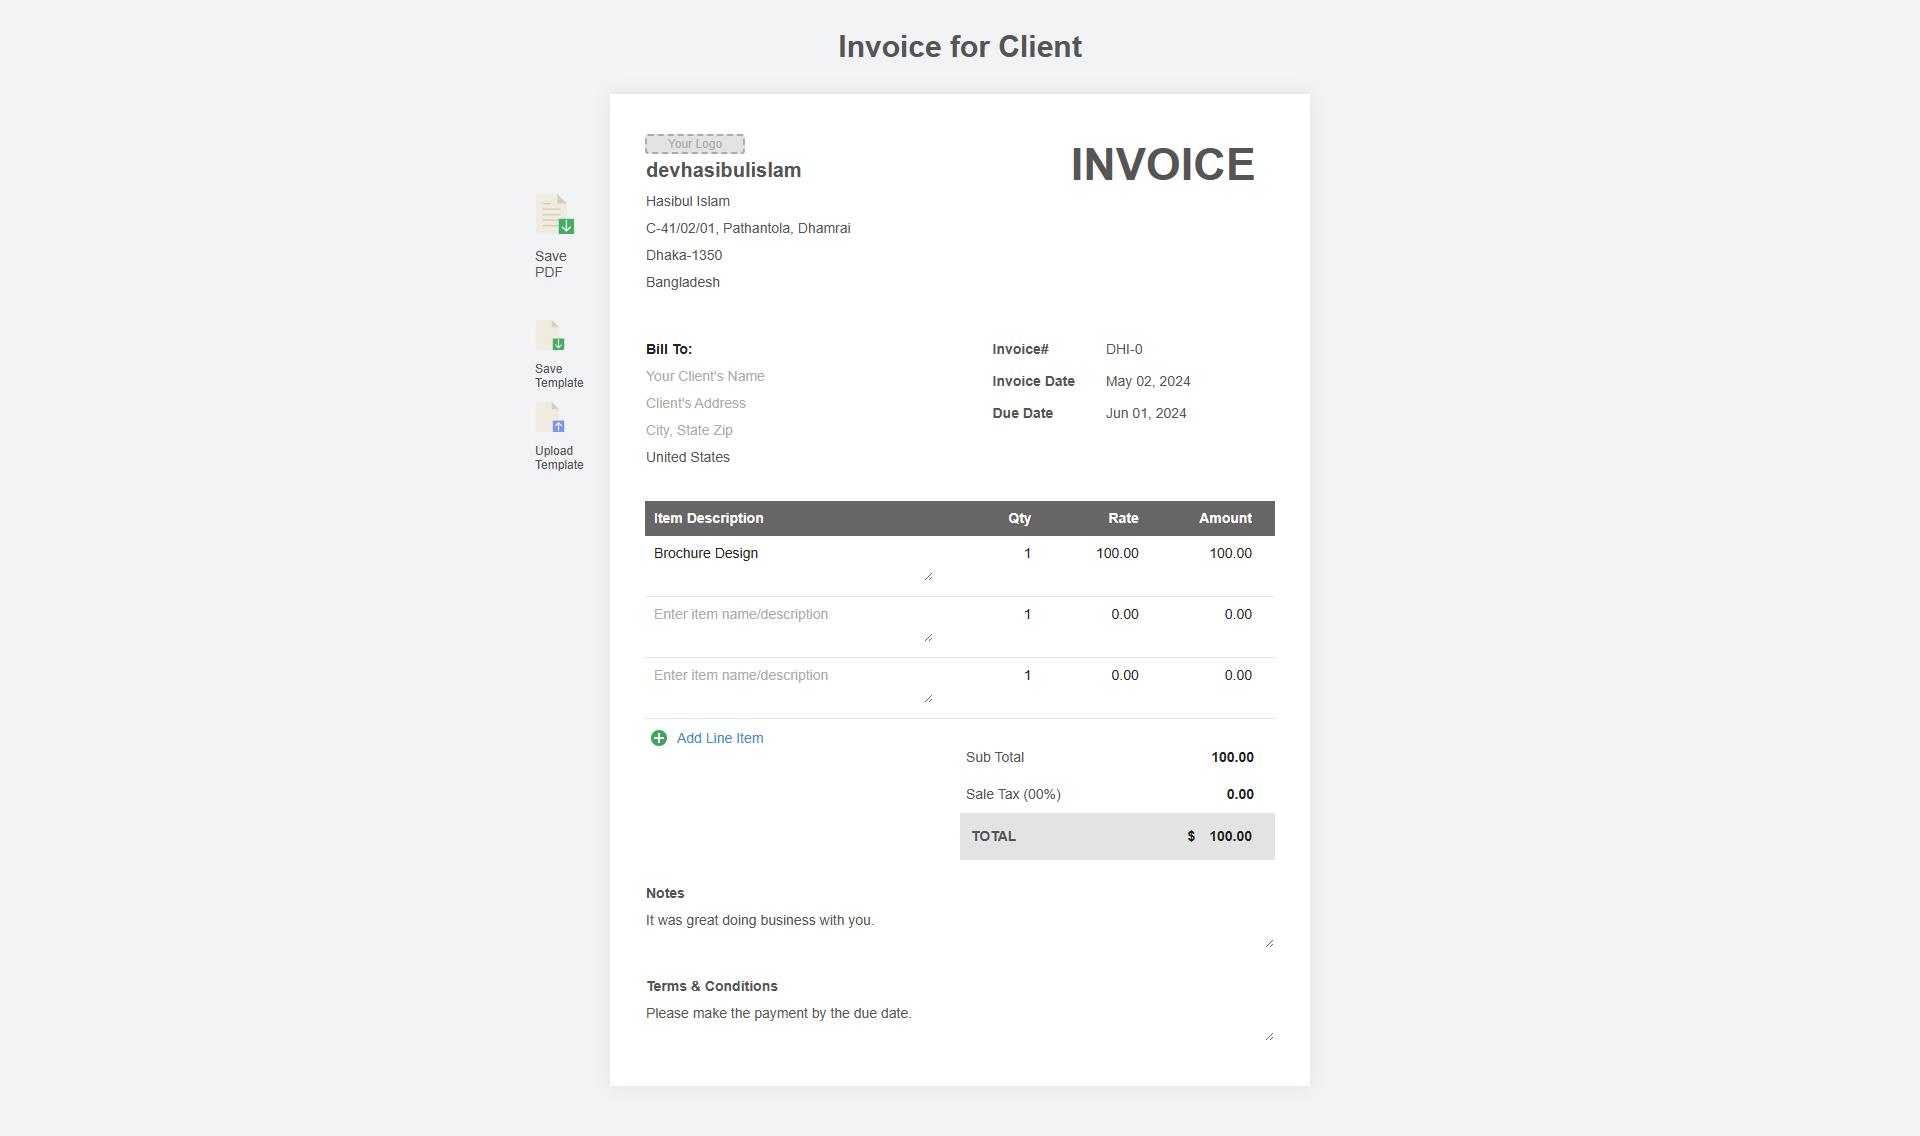 Invoice for Client
Your Logo
devhasibulislam
INVOICE
Hasibul Islam
C-41/02/01, Pathantola, Dhamrai
Dhaka-1350
Bangladesh
Save
PDF
Save
Template
Upload
Template
Bill To:
Your Client's Name
Client's Address
City, State Zip
United States
Invoice# DHI-0
Invoice Date May 02, 2024
Due Date Jun 01, 2024
Item Description Qty Rate Amount
Brochure Design 1 100.00 100.00
Enter item name/description 1 0.00 0.00
Enter item name/description 1 0.00 0.00
Add Line Item
Sub Total 100.00
Sale Tax (00%) 0.00
TOTAL $ 100.00
Notes
It was great doing business with you.
Terms & Conditions
Please make the payment by the due date.